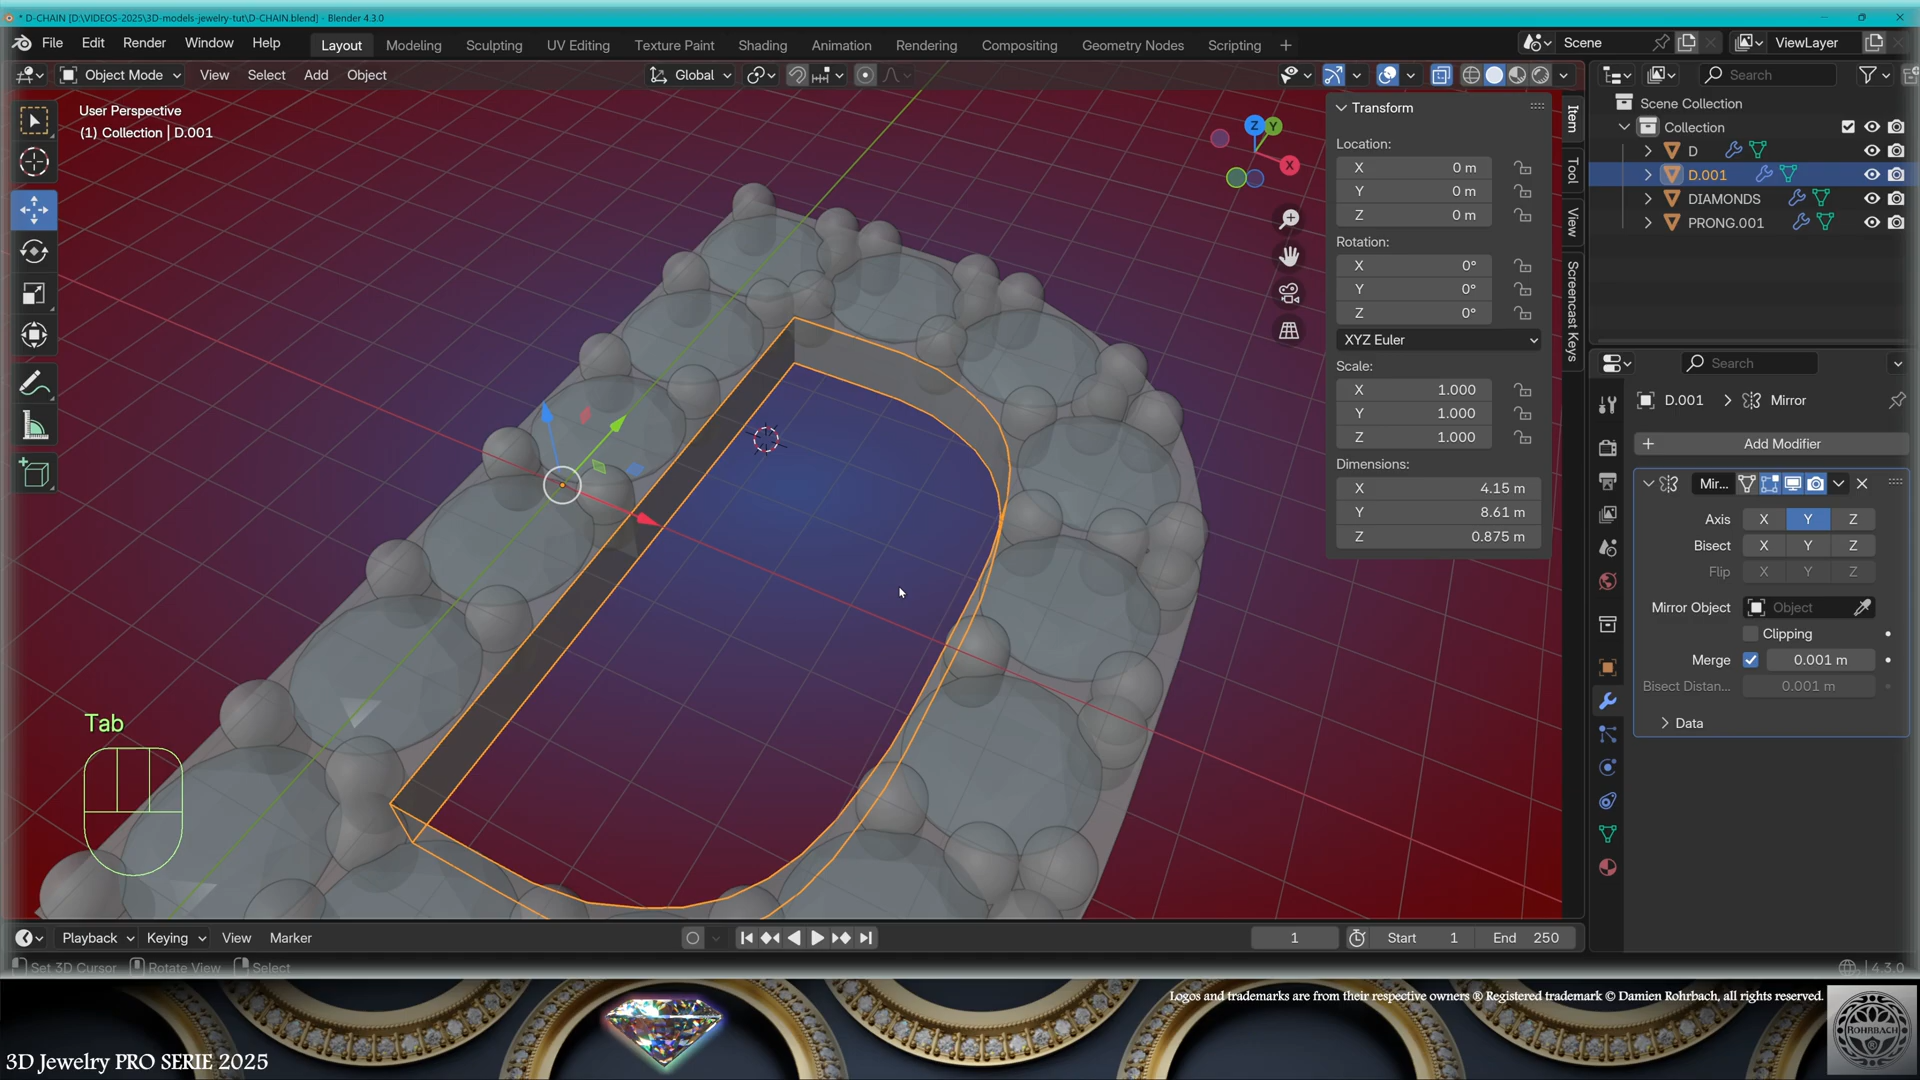 * D-CHAIN [D:\VIDEOS-2025\3D-models-jewelry-tut\D-CHAIN.blend] - Blender 4.3.0
File Edit Render Window Help Layout Modeling Sculpting UV Editing Texture Paint Shading Animation Rendering Compositing Geometry Nodes Scripting + Scene ViewLayer
Object Mode View Select Add Object Global Search
User Perspective
(1) Collection | D.001
Z Y X
Transform
Location:
X 0 m
Y 0 m
Z 0 m
Rotation:
X 0°
Y 0°
Z 0°
XYZ Euler
Scale:
X 1.000
Y 1.000
Z 1.000
Dimensions:
X 4.15 m
Y 8.61 m
Z 0.875 m
Item
Tool
View
Screencast Keys
Scene Collection
Collection
D
D.001
DIAMONDS
PRONG.001
Search
D.001 > Mirror
+ Add Modifier
Mir...
Axis X Y Z
Bisect X Y Z
Flip X Y Z
Mirror Object Object
Clipping
Merge 0.001 m
Bisect Distan... 0.001 m
Data
Tab
Playback Keying View Marker 1 Start 1 End 250
Set 3D Cursor Rotate View Select 4.3.0
Logos and trademarks are from their respective owners ® Registered trademark © Damien Rohrbach, all rights reserved.
ROHRBACH
3D Jewelry PRO SERIE 2025